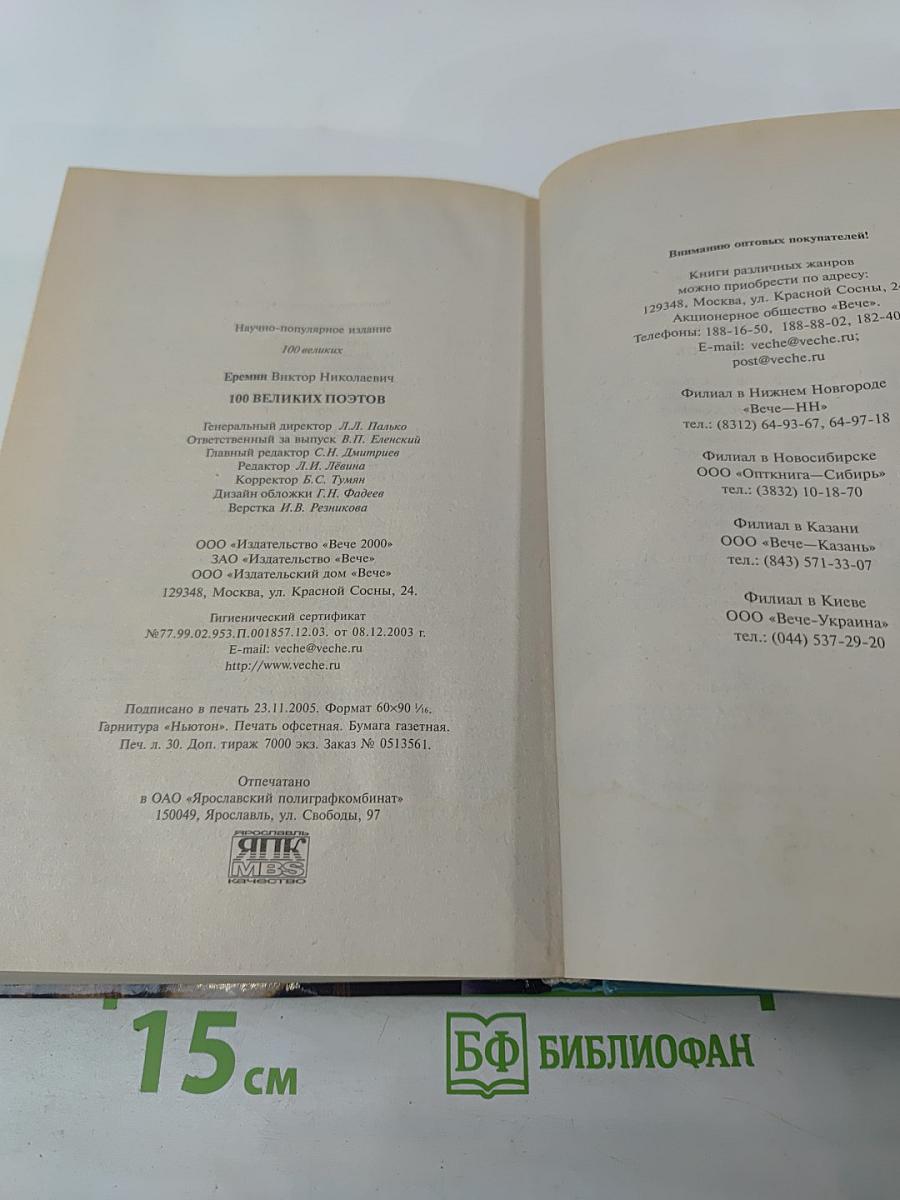 Научно-популярное издание
100 великих
Еремин Виктор Николаевич
100 ВЕЛИКИХ ПОЭТОВ
Генеральный директор Л.Л. Палько
Ответственный за выпуск В.П. Еленский
Главный редактор С.Н. Дмитриев
Редактор Л.И. Лёвина
Корректор Б.С. Тумян
Дизайн обложки Г.Н. Фадеев
Верстка И.В. Резникова
ООО «Издательство «Вече 2000»
ЗАО «Издательство «Вече»
ООО «Издательский дом «Вече»
129348, Москва, ул. Красной Сосны, 24.
Гигиенический сертификат
№77.99.02.953.П.001857.12.03. от 08.12.2003 г.
E-mail: veche@veche.ru
http://www.veche.ru
Подписано в печать 23.11.2005. Формат 60×90 1/16.
Гарнитура «Ньютон». Печать офсетная. Бумага газетная.
Печ. л. 30. Доп. тираж 7000 экз. Заказ № 0513561.
Отпечатано
в ОАО «Ярославский полиграфкомбинат»
150049, Ярославль, ул. Свободы, 97
ЯРОСЛАВЛЬ
ЯПК
MBS
КАЧЕСТВО
Вниманию оптовых покупателей!
Книги различных жанров
можно приобрести по адресу:
129348, Москва, ул. Красной Сосны, 24
Акционерное общество «Вече».
Телефоны: 188-16-50, 188-88-02, 182-40
E-mail: veche@veche.ru;
post@veche.ru
Филиал в Нижнем Новгороде
«Вече—НН»
тел.: (8312) 64-93-67, 64-97-18
Филиал в Новосибирске
ООО «Опткнига—Сибирь»
тел.: (3832) 10-18-70
Филиал в Казани
ООО «Вече—Казань»
тел.: (843) 571-33-07
Филиал в Киеве
ООО «Вече-Украина»
тел.: (044) 537-29-20
15 см
БФ БИБЛИОФАН